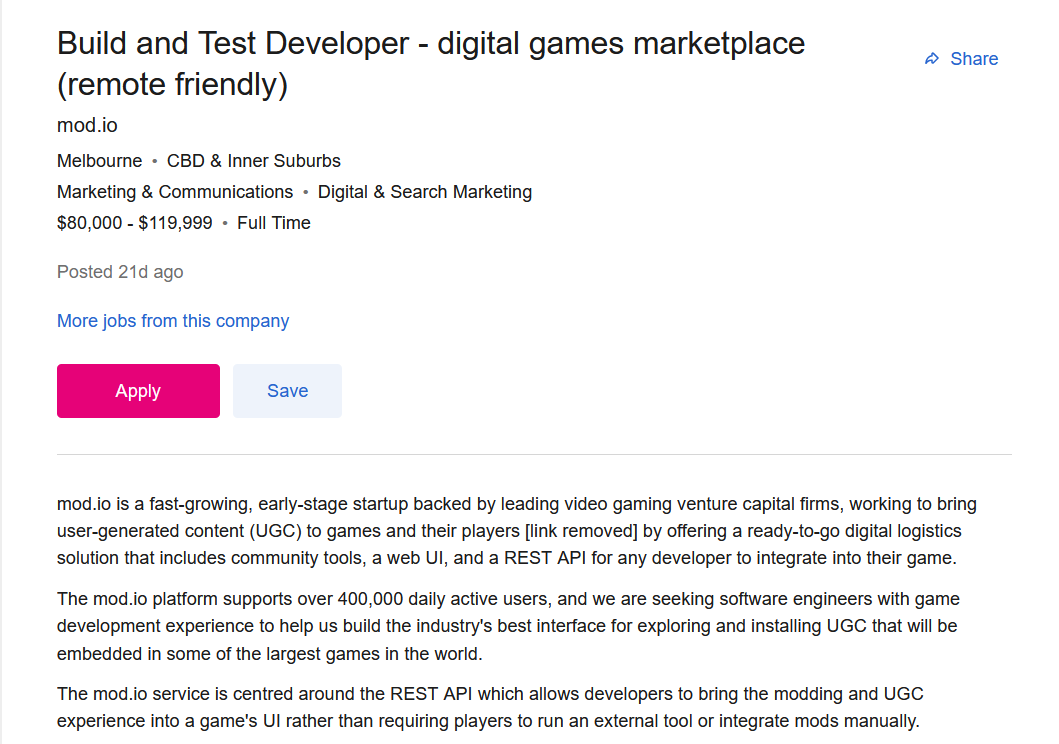 Build and Test Developer - digital games marketplace
(remote friendly)
Share
mod.io
Melbourne • CBD & Inner Suburbs
Marketing & Communications • Digital & Search Marketing
$80,000 - $119,999 • Full Time
Posted 21d ago
More jobs from this company
Apply
Save
mod.io is a fast-growing, early-stage startup backed by leading video gaming venture capital firms, working to bring
user-generated content (UGC) to games and their players [link removed] by offering a ready-to-go digital logistics
solution that includes community tools, a web UI, and a REST API for any developer to integrate into their game.
The mod.io platform supports over 400,000 daily active users, and we are seeking software engineers with game
development experience to help us build the industry's best interface for exploring and installing UGC that will be
embedded in some of the largest games in the world.
The mod.io service is centred around the REST API which allows developers to bring the modding and UGC
experience into a game's UI rather than requiring players to run an external tool or integrate mods manually.